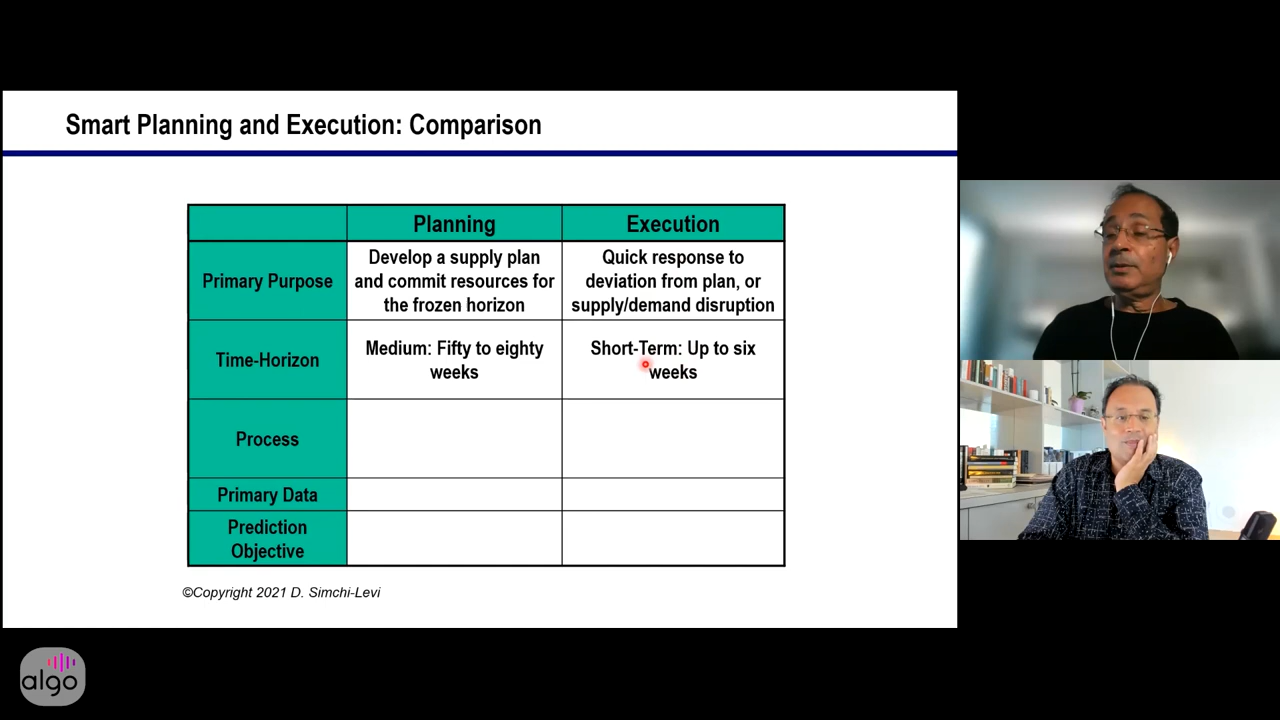 Smart Planning and Execution: Comparison
Planning
Execution
Primary Purpose
Develop a supply plan
and commit resources for
the frozen horizon
Quick response to
deviation from plan, or
supply/demand disruption
Time-Horizon
Medium: Fifty to eighty
weeks
Short-Term: Up to six
weeks
Process
Primary Data
Prediction
Objective
©Copyright 2021 D. Simchi-Levi
algo